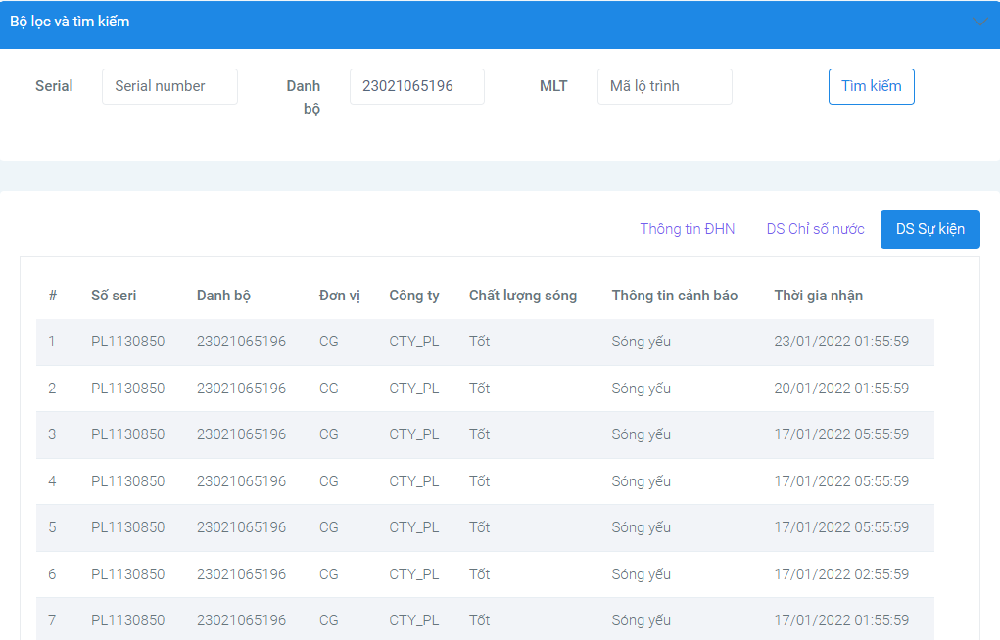 Bộ lọc và tìm kiếm
Serial Serial number Danh bộ 23021065196 MLT Mã lộ trình Tìm kiếm
Thông tin ĐHN DS Chỉ số nước DS Sự kiện
# Số seri Danh bộ Đơn vị Công ty Chất lượng sóng Thông tin cảnh báo Thời gia nhận
1 PL1130850 23021065196 CG CTY_PL Tốt Sóng yếu 23/01/2022 01:55:59
2 PL1130850 23021065196 CG CTY_PL Tốt Sóng yếu 20/01/2022 01:55:59
3 PL1130850 23021065196 CG CTY_PL Tốt Sóng yếu 17/01/2022 05:55:59
4 PL1130850 23021065196 CG CTY_PL Tốt Sóng yếu 17/01/2022 05:55:59
5 PL1130850 23021065196 CG CTY_PL Tốt Sóng yếu 17/01/2022 05:55:59
6 PL1130850 23021065196 CG CTY_PL Tốt Sóng yếu 17/01/2022 02:55:59
7 PL1130850 23021065196 CG CTY_PL Tốt Sóng yếu 17/01/2022 05:55:59